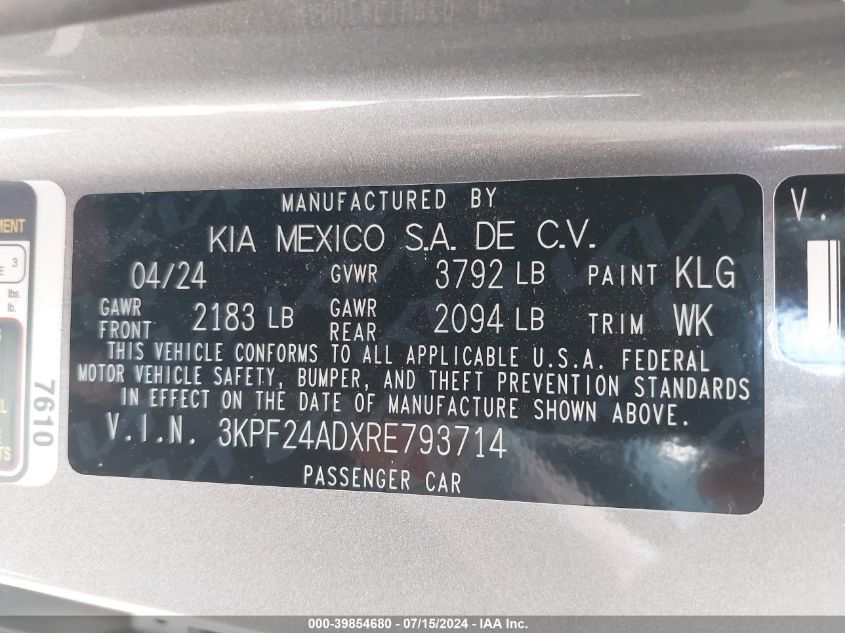 MANUFACTURED BY
KIA MEXICO S.A. DE C.V.
04/24 GVWR 3792 LB PAINT KLG
GAWR FRONT 2183 LB GAWR REAR 2094 LB TRIM WK
THIS VEHICLE CONFORMS TO ALL APPLICABLE U.S.A. FEDERAL
MOTOR VEHICLE SAFETY, BUMPER, AND THEFT PREVENTION STANDARDS
IN EFFECT ON THE DATE OF MANUFACTURE SHOWN ABOVE.
V.I.N. 3KPF24ADXRE793714
PASSENGER CAR
3
lbs.
lb.
7610
V.
000-39854680 - 07/15/2024 - IAA Inc.